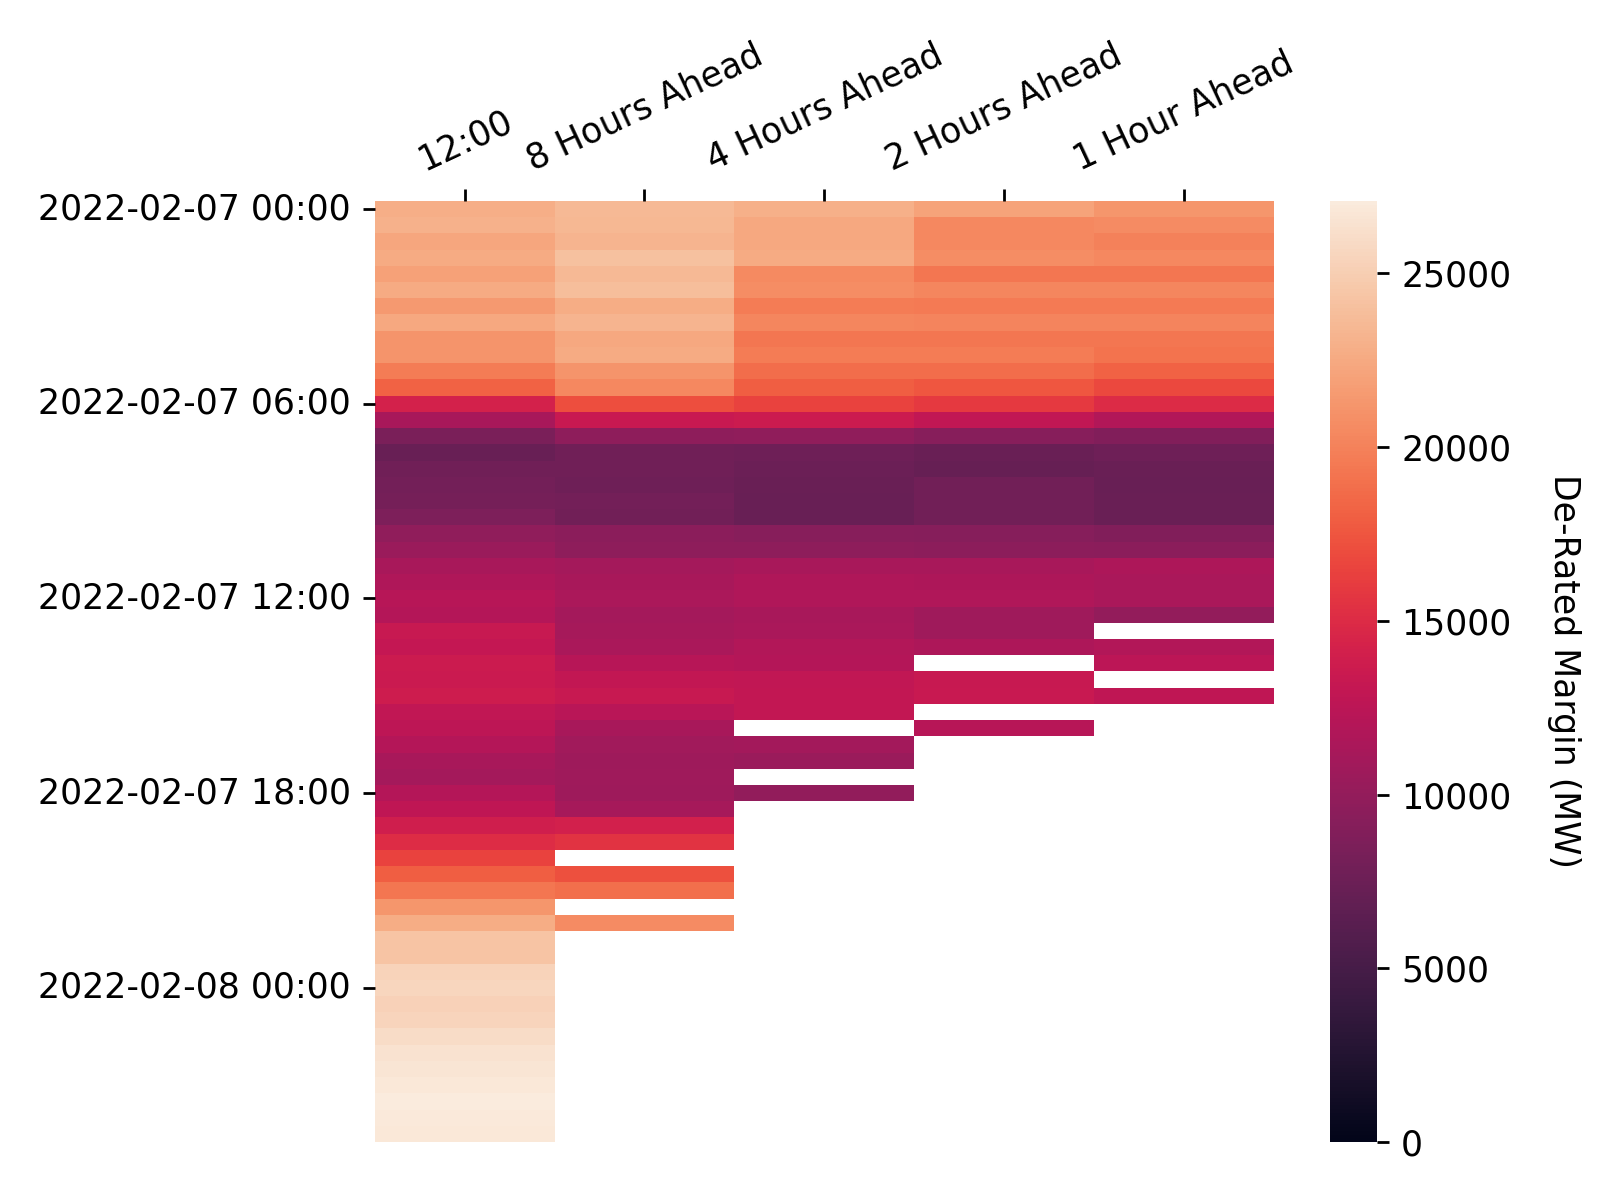 12:00
8 Hours Ahead
4 Hours Ahead
2 Hours Ahead
1 Hour Ahead
2022-02-07 00:00
2022-02-07 06:00
2022-02-07 12:00
2022-02-07 18:00
2022-02-08 00:00
25000
20000
15000
10000
5000
0
De-Rated Margin (MW)